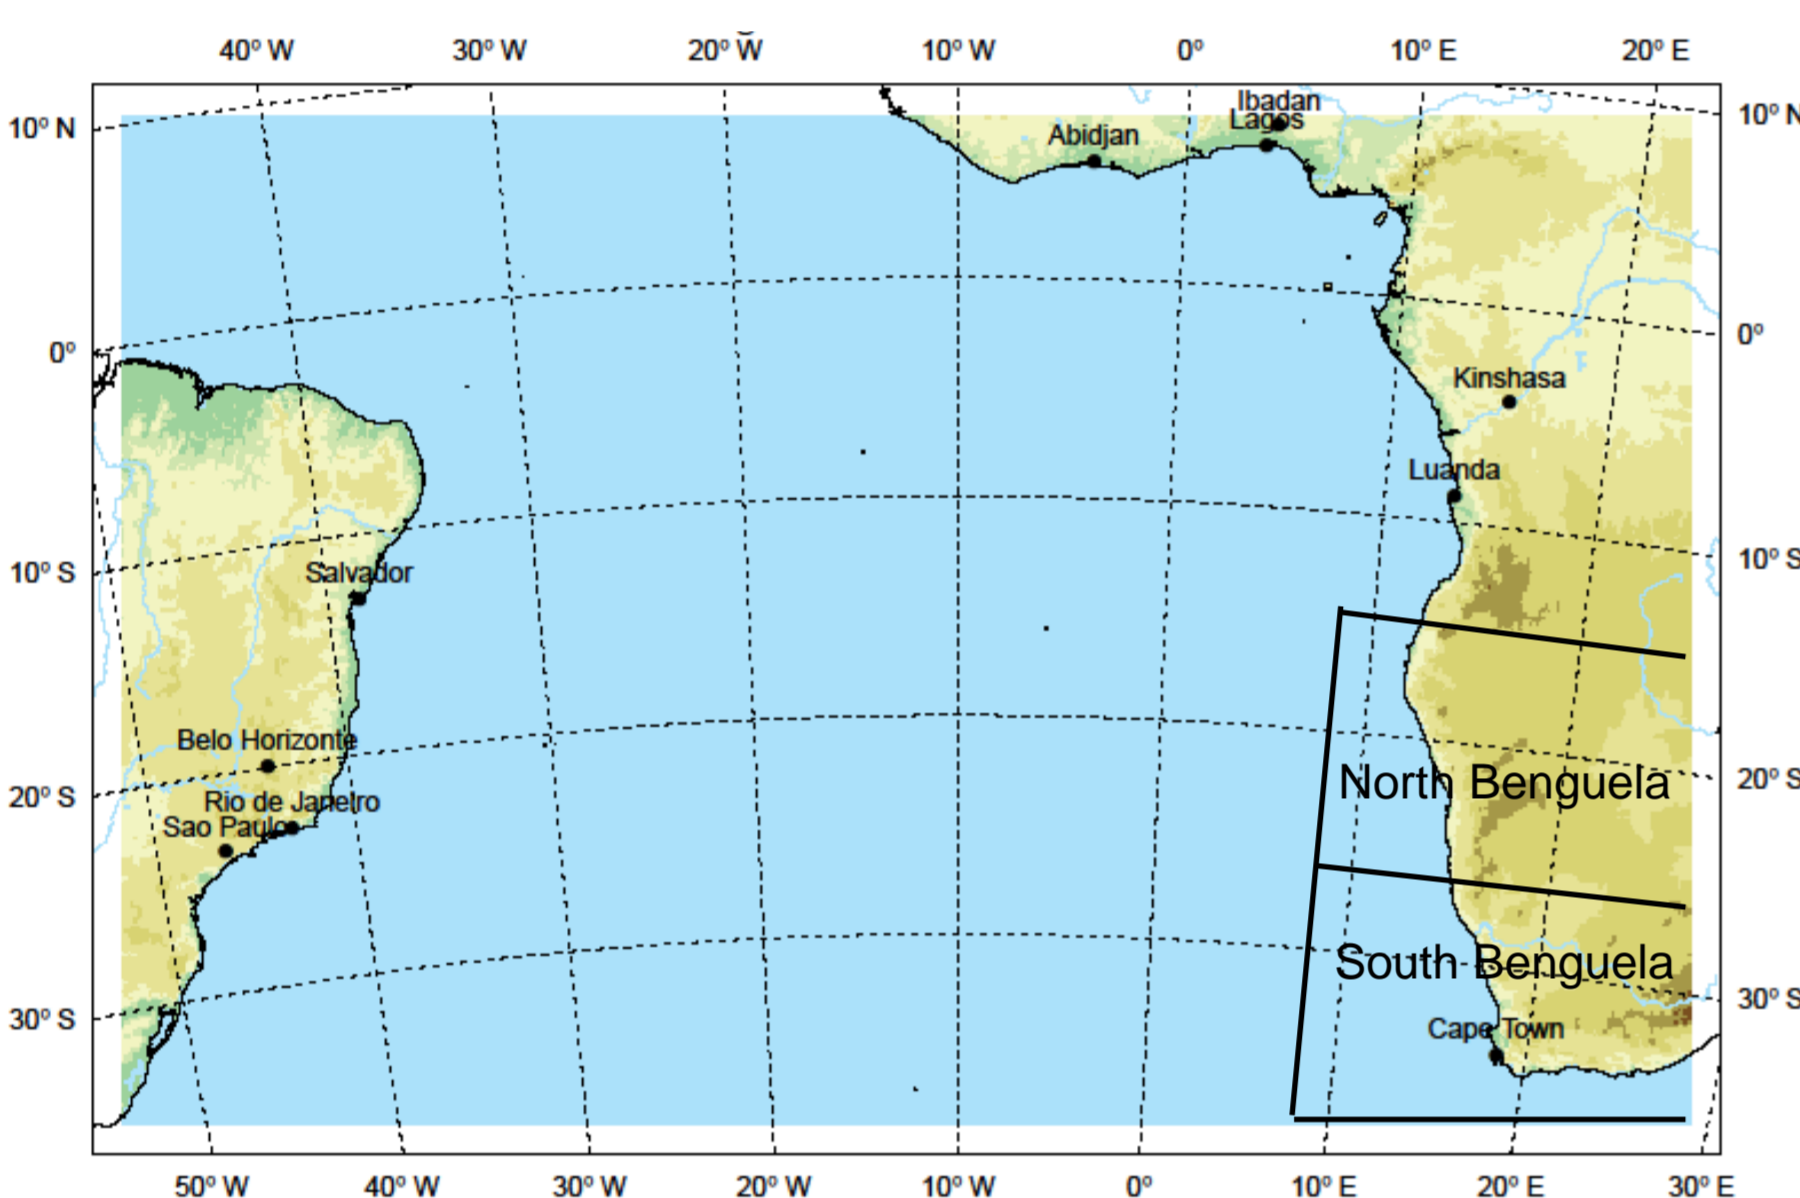 40° W 30° W 20° W 10° W 0° 10° E 20° E
10° N 10° N
Ibadan
Lagos
Abidjan
0° 0°
Kinshasa
Luanda
10° S 10° S
Salvador
Belo Horizonte
20° S 20° S
North Benguela
Rio de Janeiro
Sao Paulo
South Benguela
30° S 30° S
Cape Town
50° W 40° W 30° W 20° W 10° W 0° 10° E 20° E 30° E